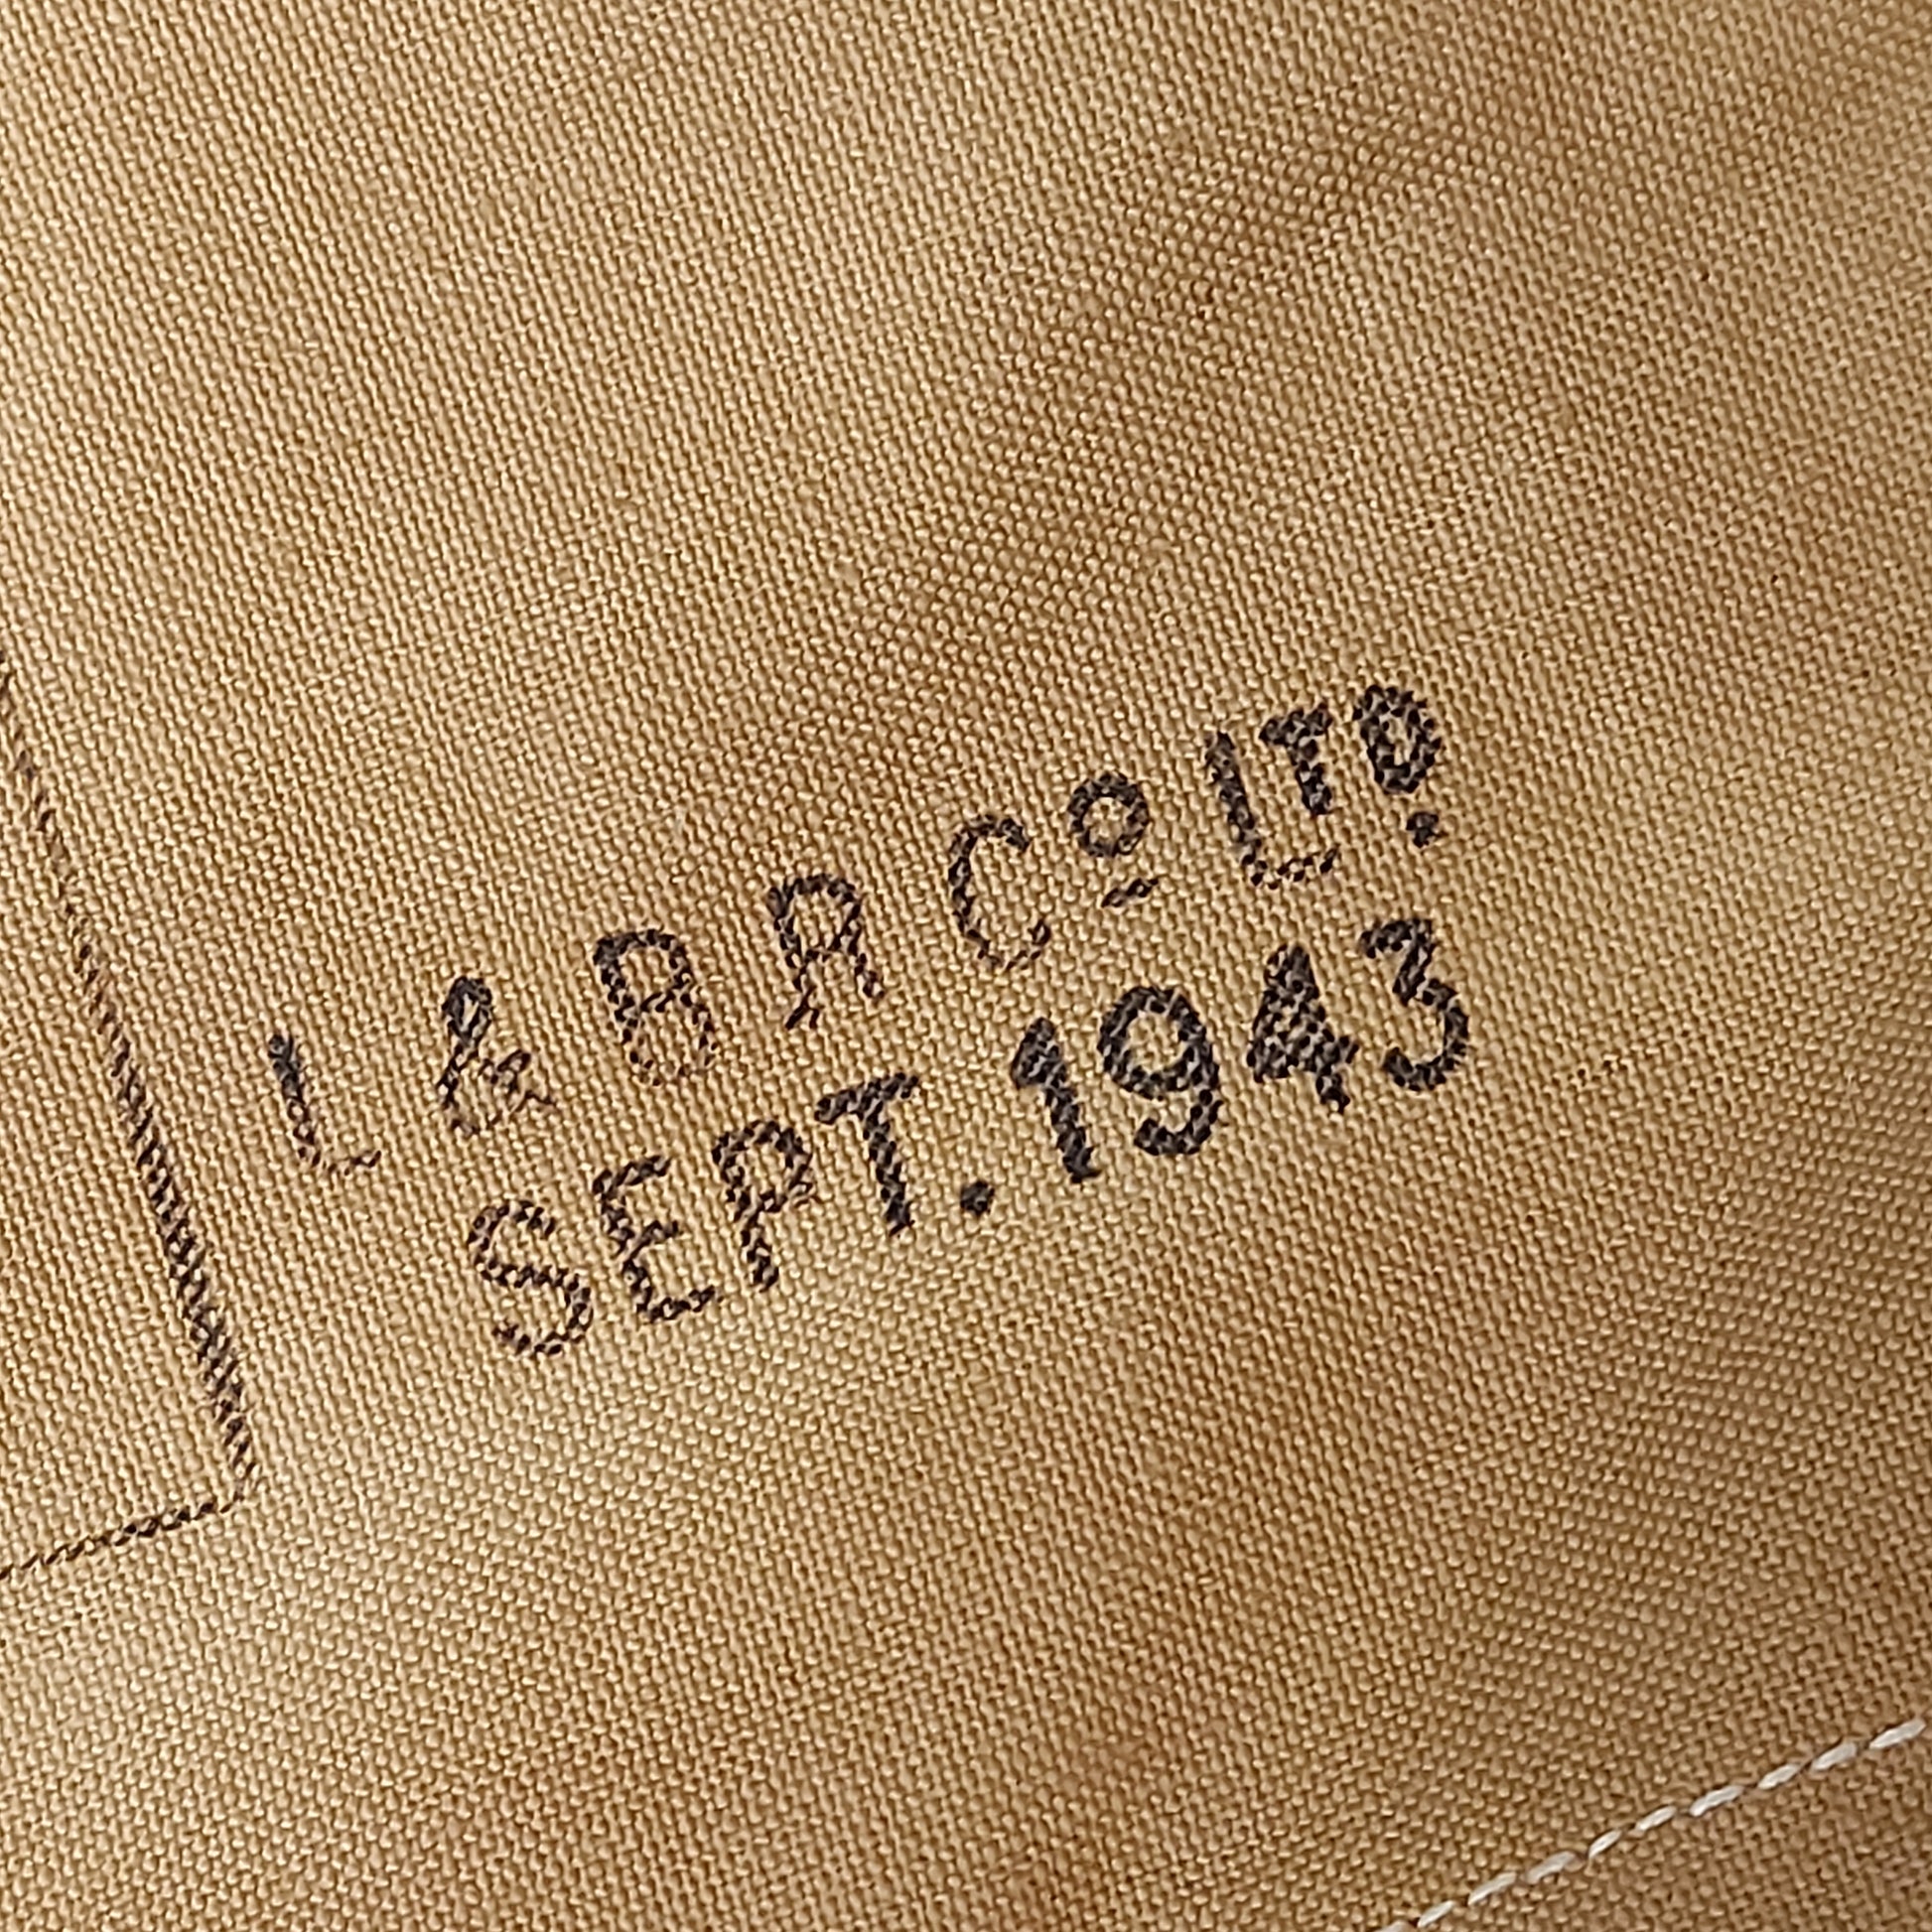 L & B A Cº LTD.
SEPT. 1943